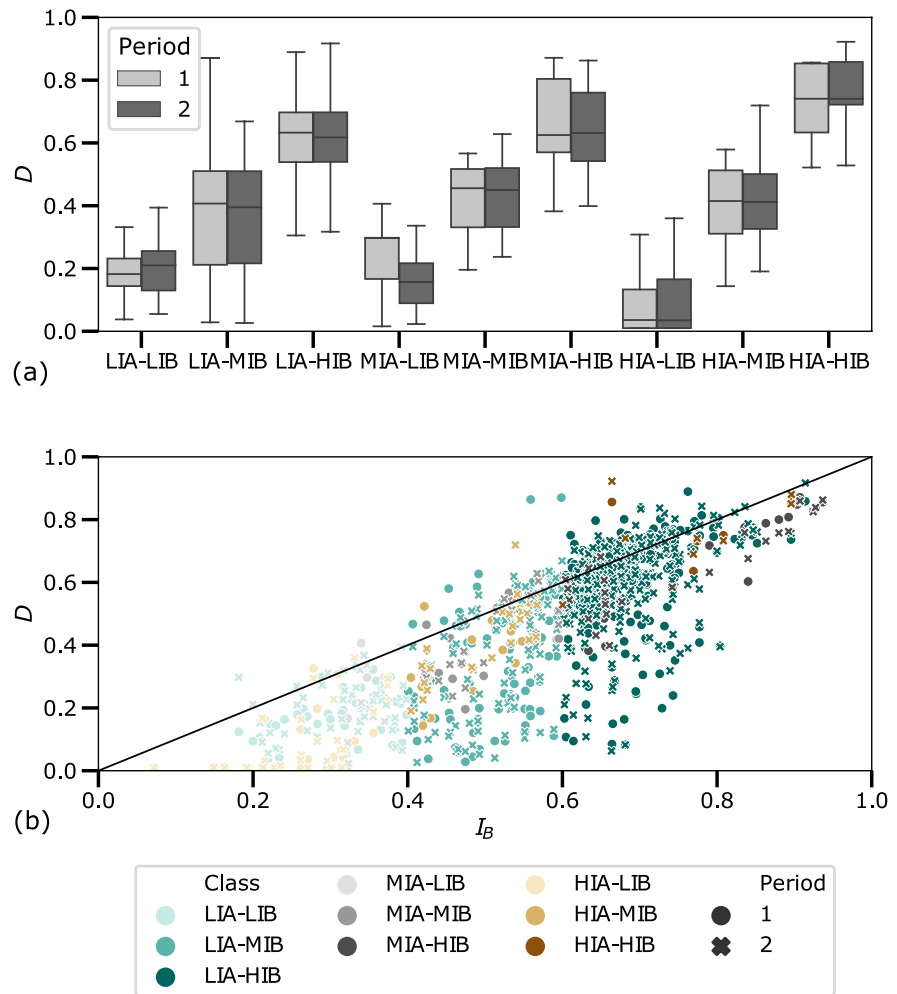 1.0
Period
1
2
0.8
0.6
D
0.4
0.2
0.0
LIA-LIB LIA-MIB LIA-HIB MIA-LIB MIA-MIB MIA-HIB HIA-LIB HIA-MIB HIA-HIB
(a)
1.0
0.8
0.6
D
0.4
0.2
0.0
0.0 0.2 0.4 0.6 0.8 1.0
(b)
I_B
Class MIA-LIB HIA-LIB Period
LIA-LIB MIA-MIB HIA-MIB 1
LIA-MIB MIA-HIB HIA-HIB 2
LIA-HIB